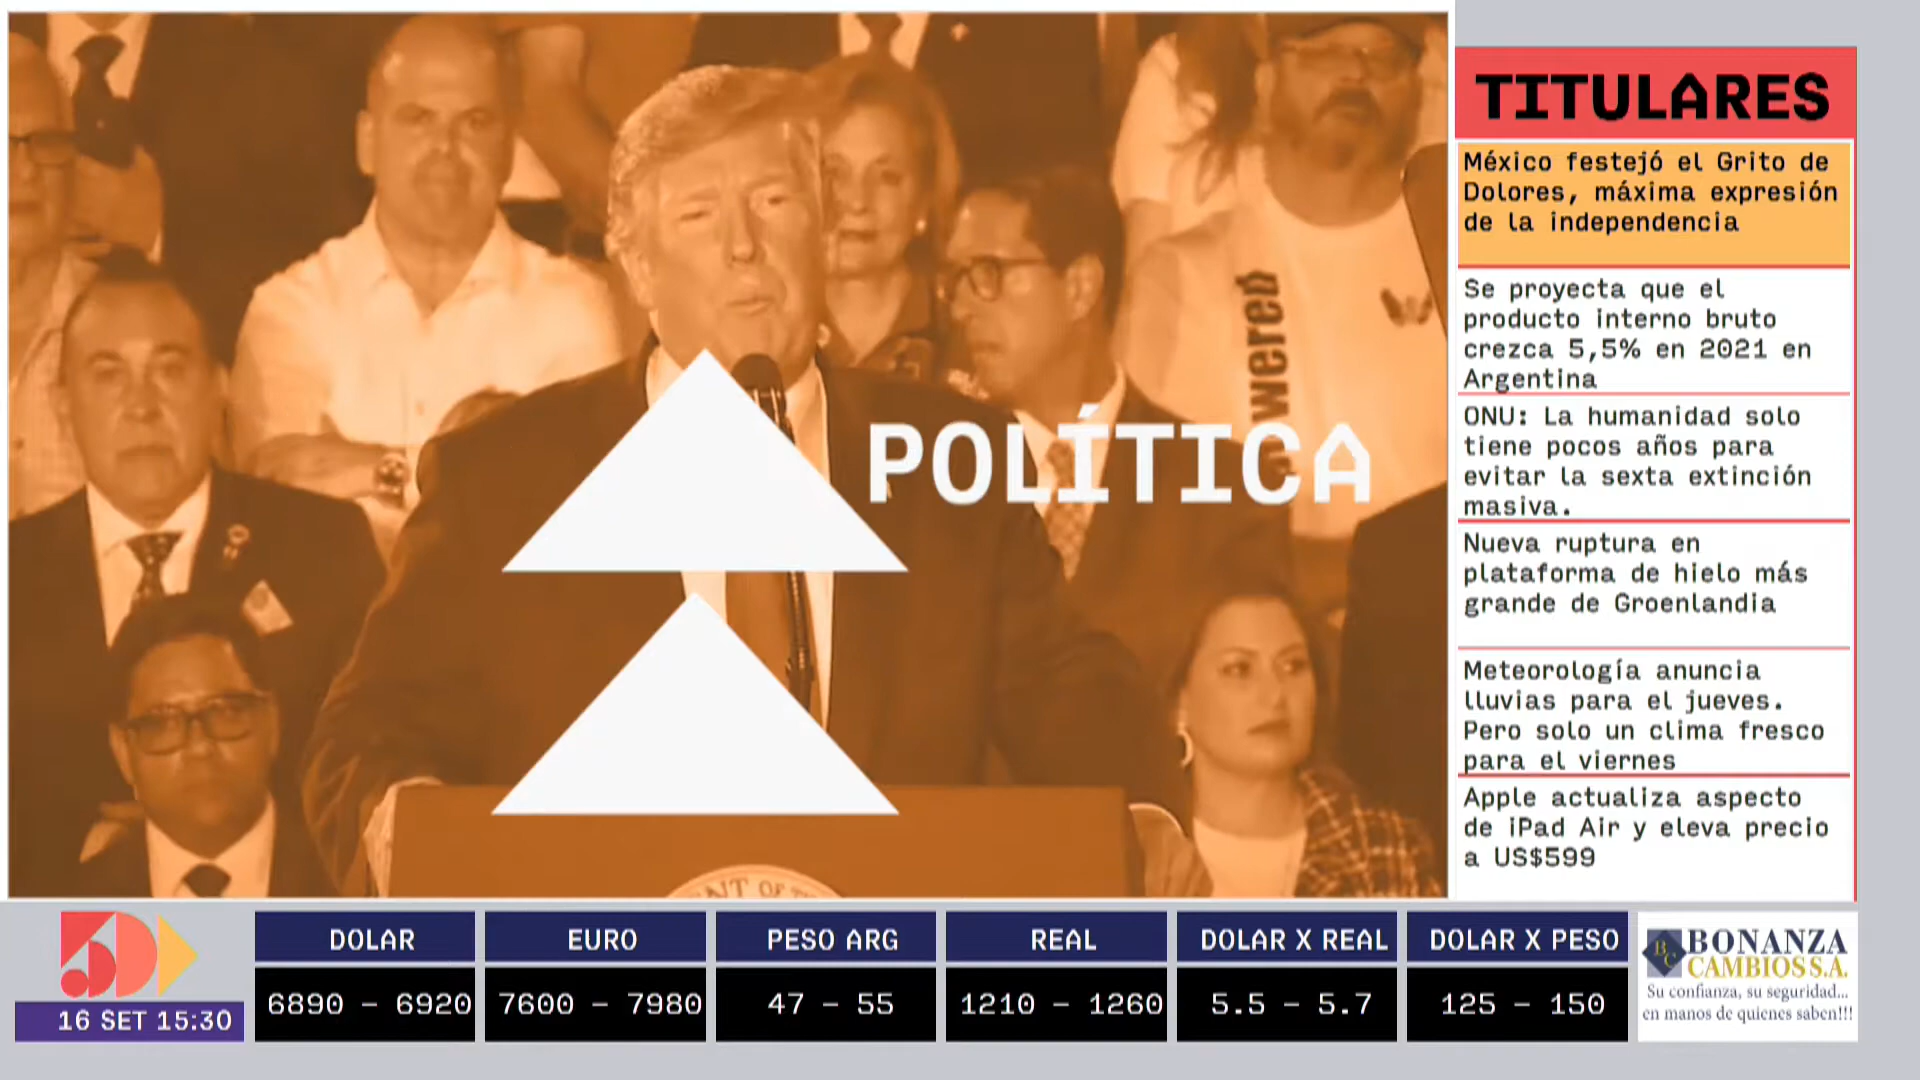 wered
POLÍTICA
ENT OF
TITULARES
México festejó el Grito de
Dolores, máxima expresión
de la independencia
Se proyecta que el
producto interno bruto
crezca 5,5% en 2021 en
Argentina
ONU: La humanidad solo
tiene pocos años para
evitar la sexta extinción
masiva.
Nueva ruptura en
plataforma de hielo más
grande de Groenlandia
Meteorología anuncia
lluvias para el jueves.
Pero solo un clima fresco
para el viernes
Apple actualiza aspecto
de iPad Air y eleva precio
a US$599
5D
16 SET 15:30
DOLAR
6890 - 6920
EURO
7600 - 7980
PESO ARG
47 - 55
REAL
1210 - 1260
DOLAR X REAL
5.5 - 5.7
DOLAR X PESO
125 - 150
BC
BONANZA
CAMBIOS S.A.
Su confianza, su seguridad...
en manos de quienes saben!!!